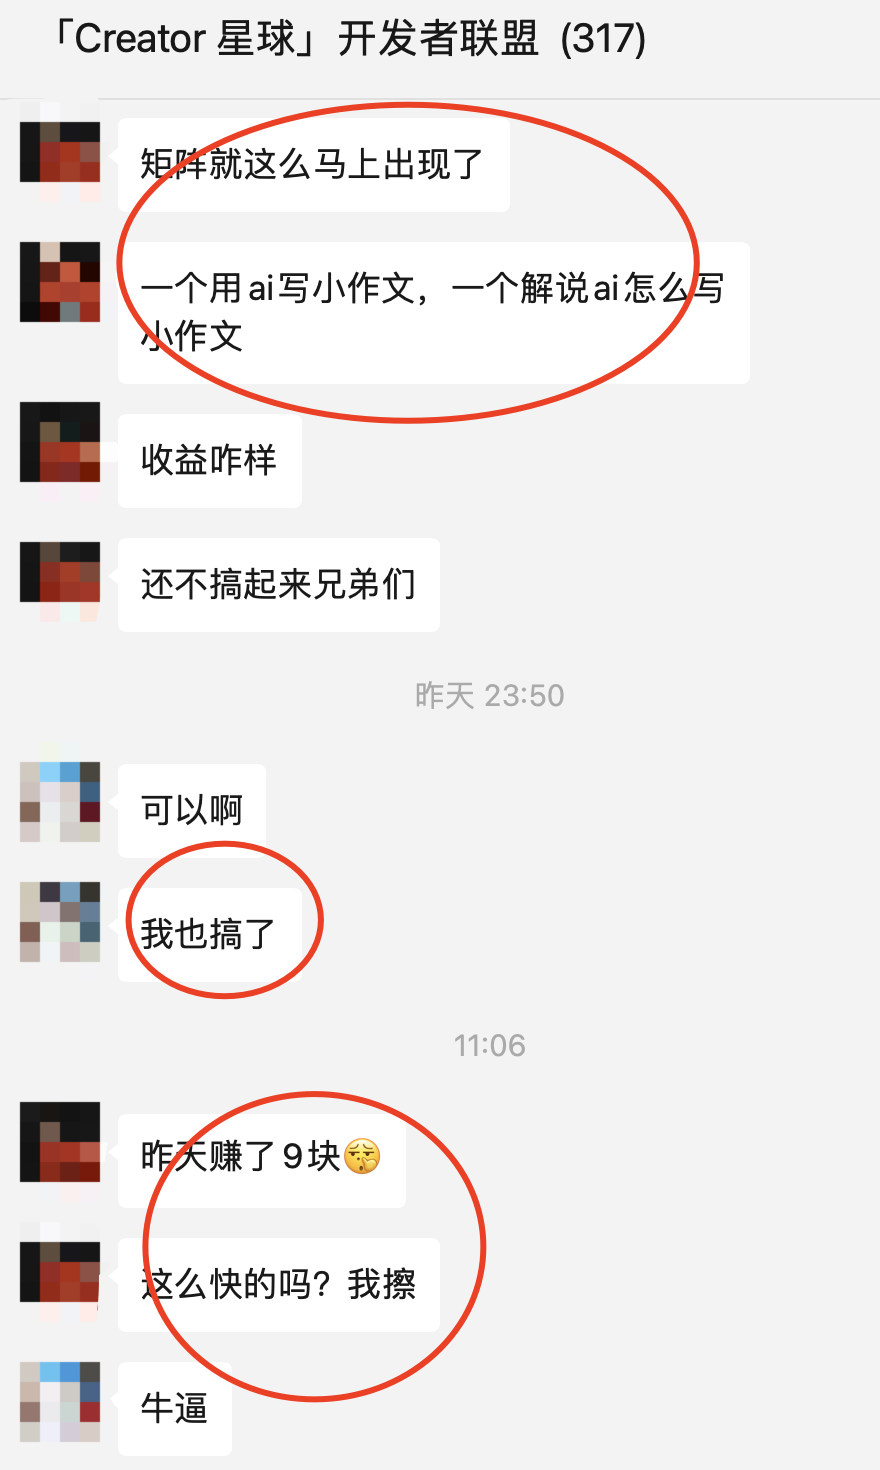 「Creator 星球」开发者联盟 (317)
矩阵就这么马上出现了
一个用ai写小作文，一个解说ai怎么写
小作文
收益咋样
还不搞起来兄弟们
昨天 23:50
可以啊
我也搞了
11:06
昨天赚了9块🤫
这么快的吗？我擦
牛逼